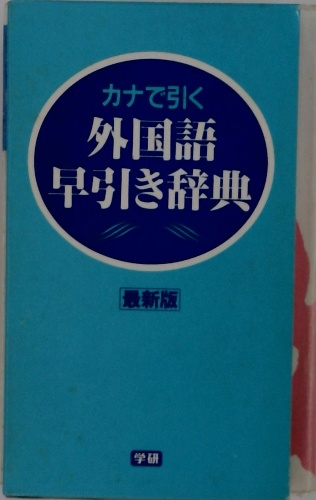 カナで引く
外国語
早引き辞典
最新版
学研